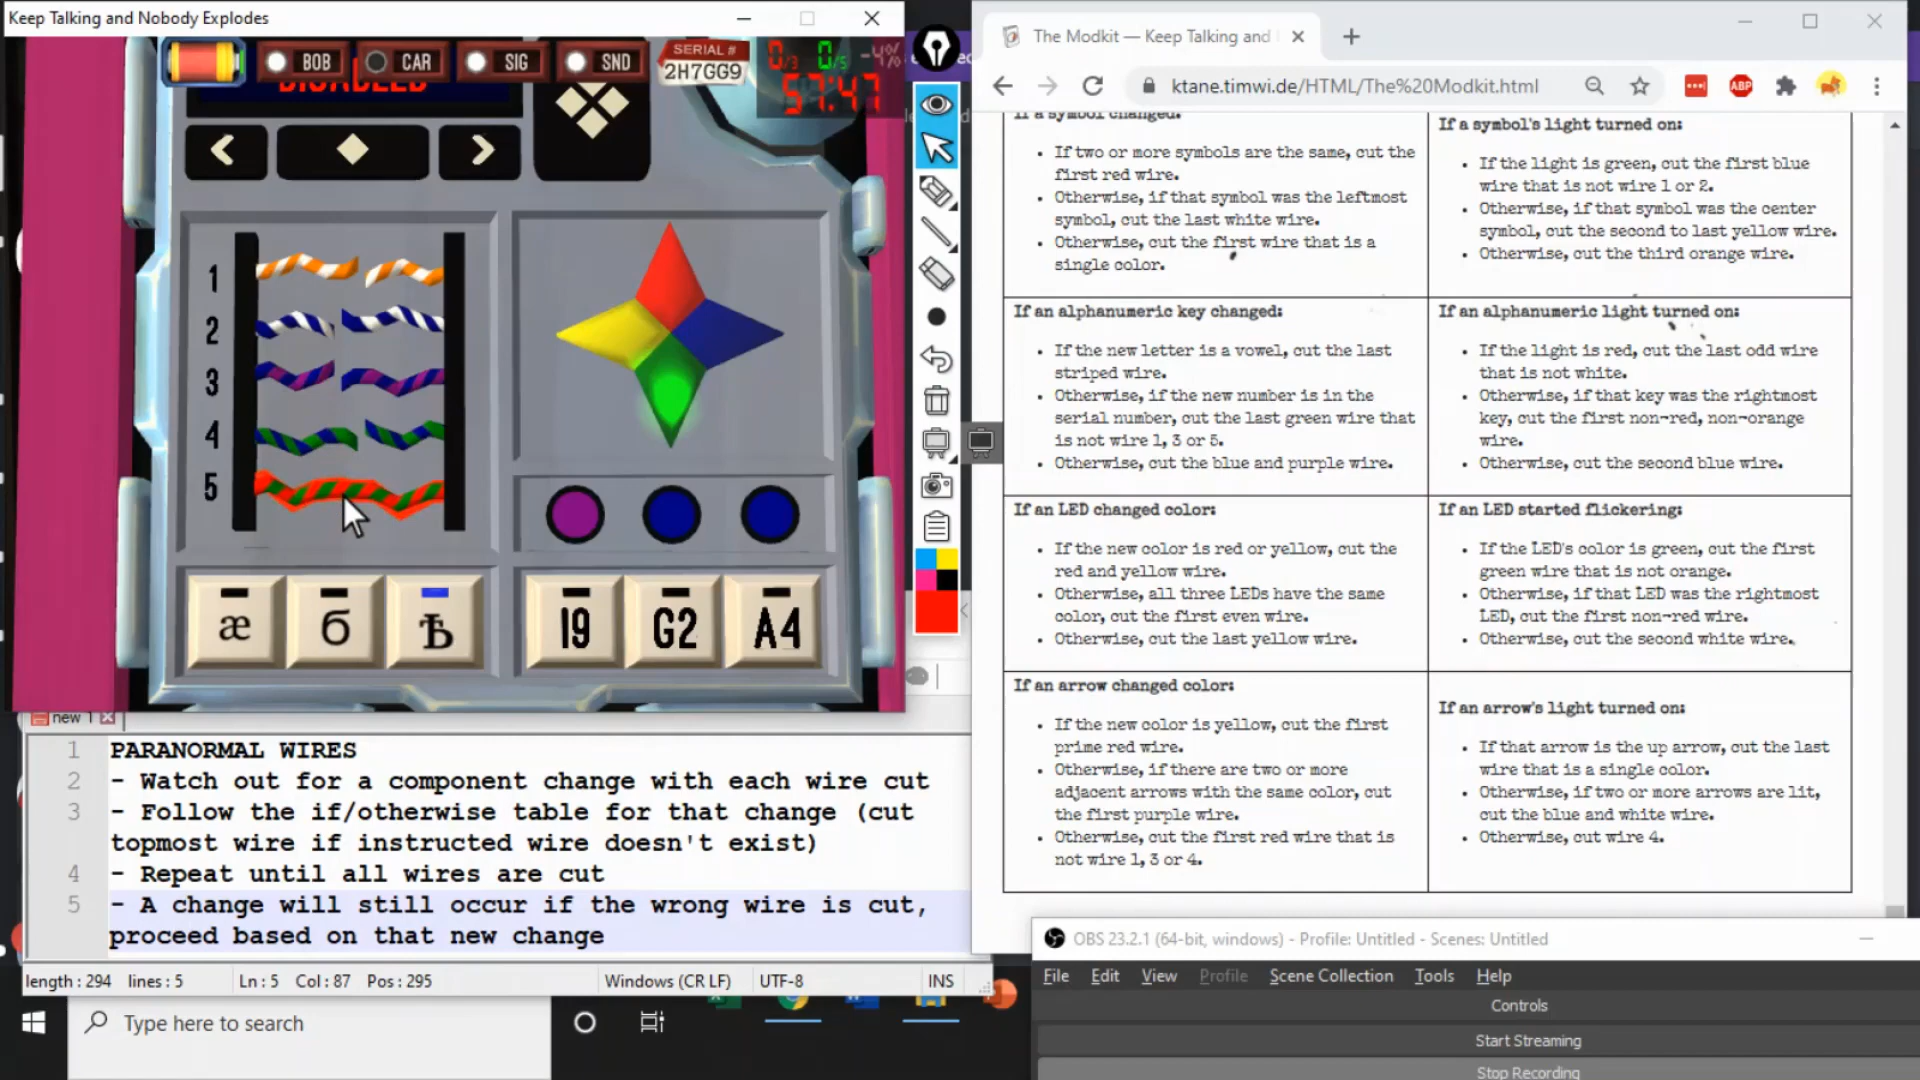 Keep Talking and Nobody Explodes
BOB
CAR
SIG
SND
SERIAL #
2H7GG9
0/3
0/5
-4%
57:47
DISABLED
1
2
3
4
5
æ
б
Ѣ
I9
G2
A4
The Modkit — Keep Talking and
ktane.timwi.de/HTML/The%20Modkit.html
ABP
If a symbol changed:
If two or more symbols are the same, cut the
first red wire.
Otherwise, if that symbol was the leftmost
symbol, cut the last white wire.
Otherwise, cut the first wire that is a
single color.
If a symbol's light turned on:
If the light is green, cut the first blue
wire that is not wire 1 or 2.
Otherwise, if that symbol was the center
symbol, cut the second to last yellow wire.
Otherwise, cut the third orange wire.
If an alphanumeric key changed:
If the new letter is a vowel, cut the last
striped wire.
Otherwise, if the new number is in the
serial number, cut the last green wire that
is not wire 1, 3 or 5.
Otherwise, cut the blue and purple wire.
If an alphanumeric light turned on:
If the light is red, cut the last odd wire
that is not white.
Otherwise, if that key was the rightmost
key, cut the first non-red, non-orange
wire.
Otherwise, cut the second blue wire.
If an LED changed color:
If the new color is red or yellow, cut the
red and yellow wire.
Otherwise, all three LEDs have the same
color, cut the first even wire.
Otherwise, cut the last yellow wire.
If an LED started flickering:
If the LED's color is green, cut the first
green wire that is not orange.
Otherwise, if that LED was the rightmost
LED, cut the first non-red wire.
Otherwise, cut the second white wire.
If an arrow changed color:
If the new color is yellow, cut the first
prime red wire.
Otherwise, if there are two or more
adjacent arrows with the same color, cut
the first purple wire.
Otherwise, cut the first red wire that is
not wire 1, 3 or 4.
If an arrow's light turned on:
If that arrow is the up arrow, cut the last
wire that is a single color.
Otherwise, if two or more arrows are lit,
cut the blue and white wire.
Otherwise, cut wire 4.
new 1
1 PARANORMAL WIRES
2 - Watch out for a component change with each wire cut
3 - Follow the if/otherwise table for that change (cut
topmost wire if instructed wire doesn't exist)
4 - Repeat until all wires are cut
5 - A change will still occur if the wrong wire is cut,
proceed based on that new change
length : 294 lines : 5 Ln : 5 Col : 87 Pos : 295 Windows (CR LF) UTF-8 INS
Type here to search
OBS 23.2.1 (64-bit, windows) - Profile: Untitled - Scenes: Untitled
File Edit View Profile Scene Collection Tools Help
Controls
Start Streaming
Stop Recording